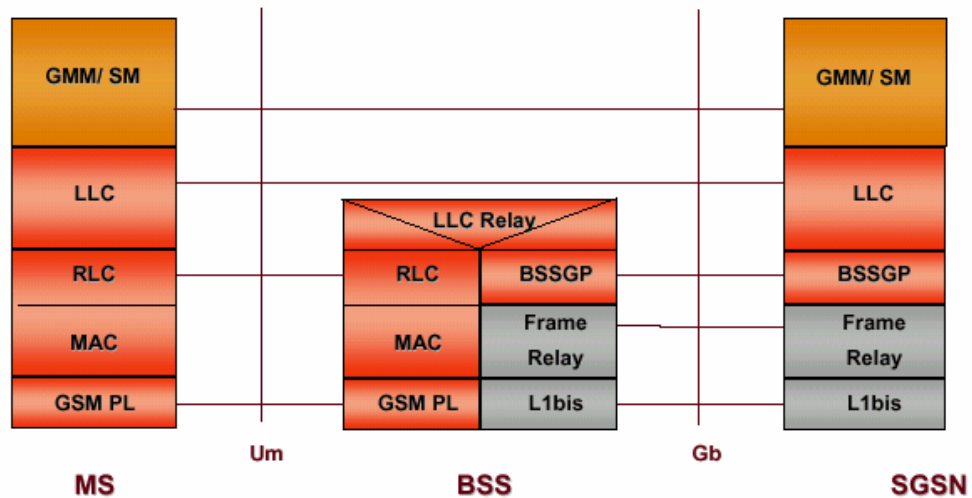 GMM/ SM
GMM/ SM
LLC
LLC
LLC Relay
RLC
RLC
BSSGP
BSSGP
MAC
MAC
Frame
Relay
Frame
Relay
GSM PL
GSM PL
L1bis
L1bis
Um
Gb
MS
BSS
SGSN